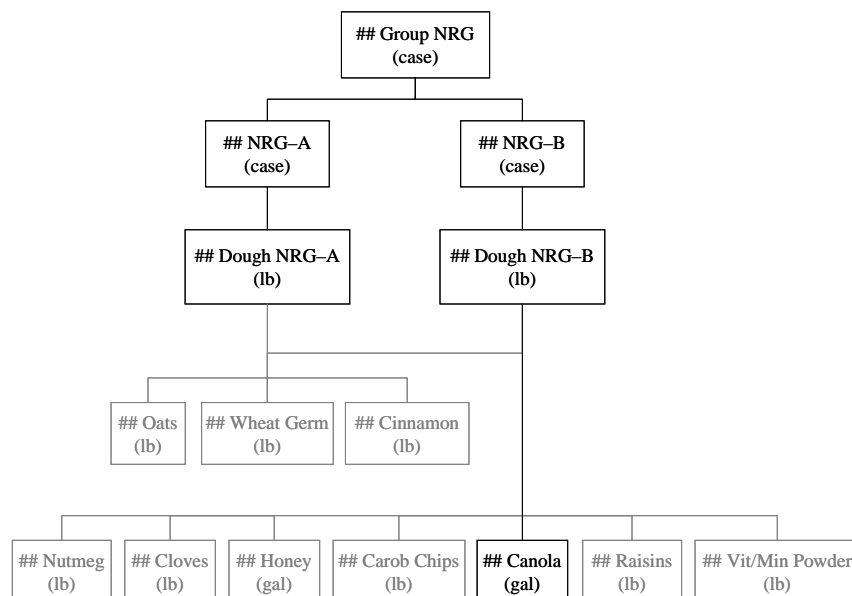 ## Group NRG
(case)
## NRG–A
(case)
## NRG–B
(case)
## Dough NRG–A
(lb)
## Dough NRG–B
(lb)
## Oats
(lb)
## Wheat Germ
(lb)
## Cinnamon
(lb)
## Nutmeg
(lb)
## Cloves
(lb)
## Honey
(gal)
## Carob Chips
(lb)
## Canola
(gal)
## Raisins
(lb)
## Vit/Min Powder
(lb)